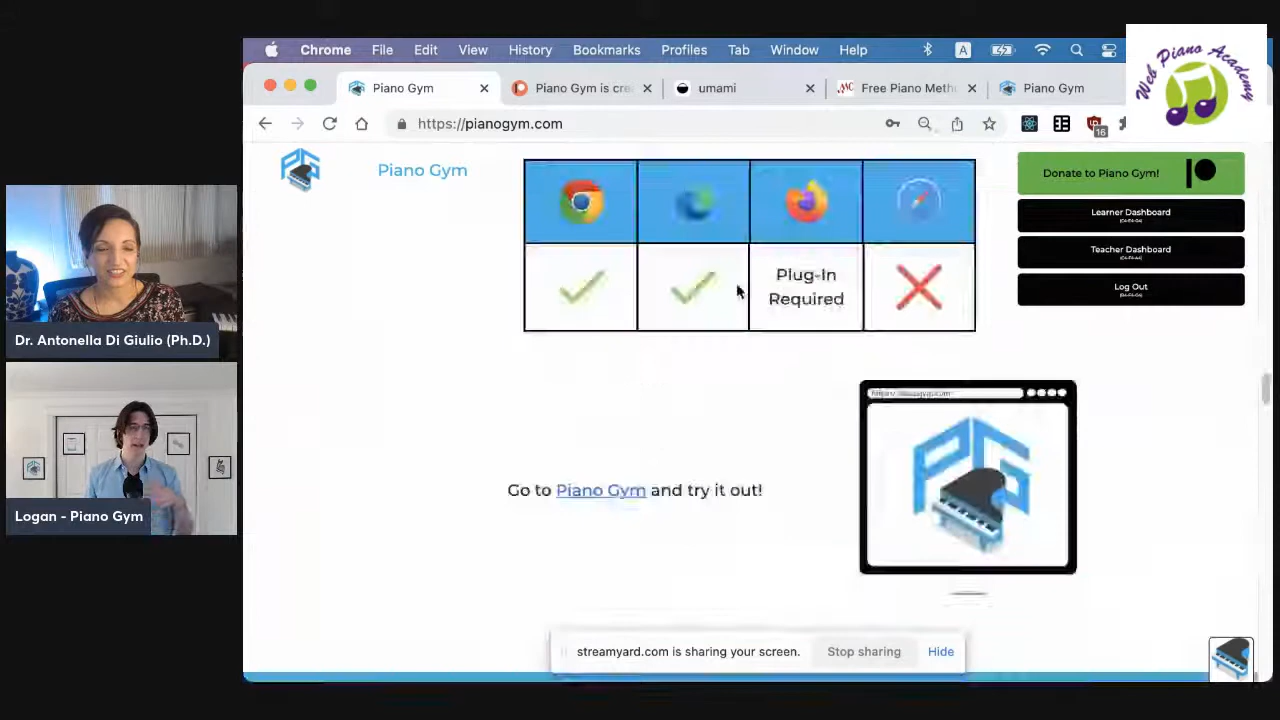 Chrome File Edit View History Bookmarks Profiles Tab Window Help A
Web Piano Academy
Piano Gym
Piano Gym is cre
umami
Free Piano Meth
Piano Gym
https://pianogym.com
16
PG
Piano Gym
Donate to Piano Gym!
Learner Dashboard
Teacher Dashboard
Log Out
Plug-In
Required
Dr. Antonella Di Giulio (Ph.D.)
Logan - Piano Gym
PG
Go to Piano Gym and try it out!
streamyard.com is sharing your screen.
Stop sharing
Hide